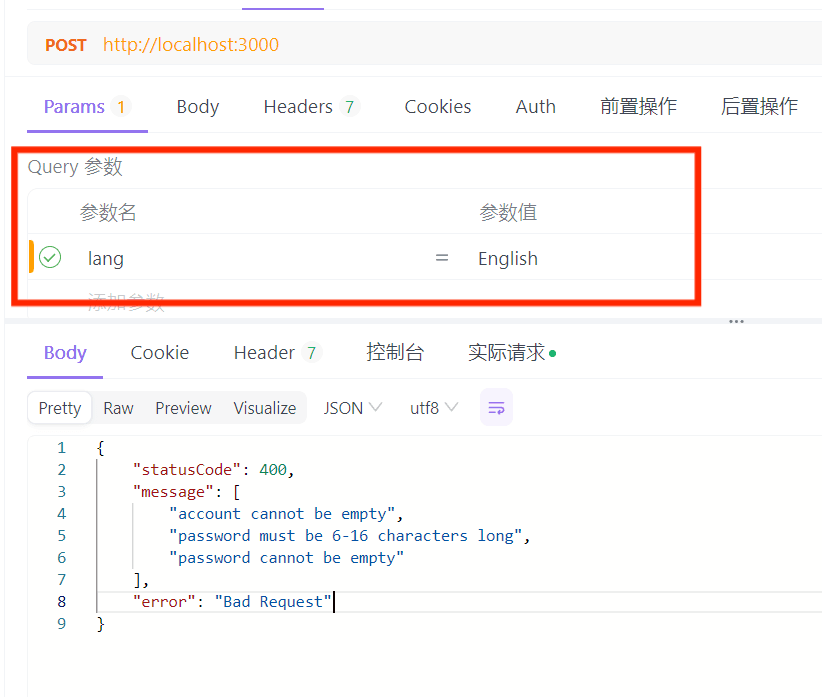 POST http://localhost:3000
Params 1 Body Headers 7 Cookies Auth 前置操作 后置操作
Query 参数
参数名 参数值
lang = English
添加参数
Body Cookie Header 7 控制台 实际请求
Pretty Raw Preview Visualize JSON utf8
1 {
2 "statusCode": 400,
3 "message": [
4 "account cannot be empty",
5 "password must be 6-16 characters long",
6 "password cannot be empty"
7 ],
8 "error": "Bad Request"
9 }